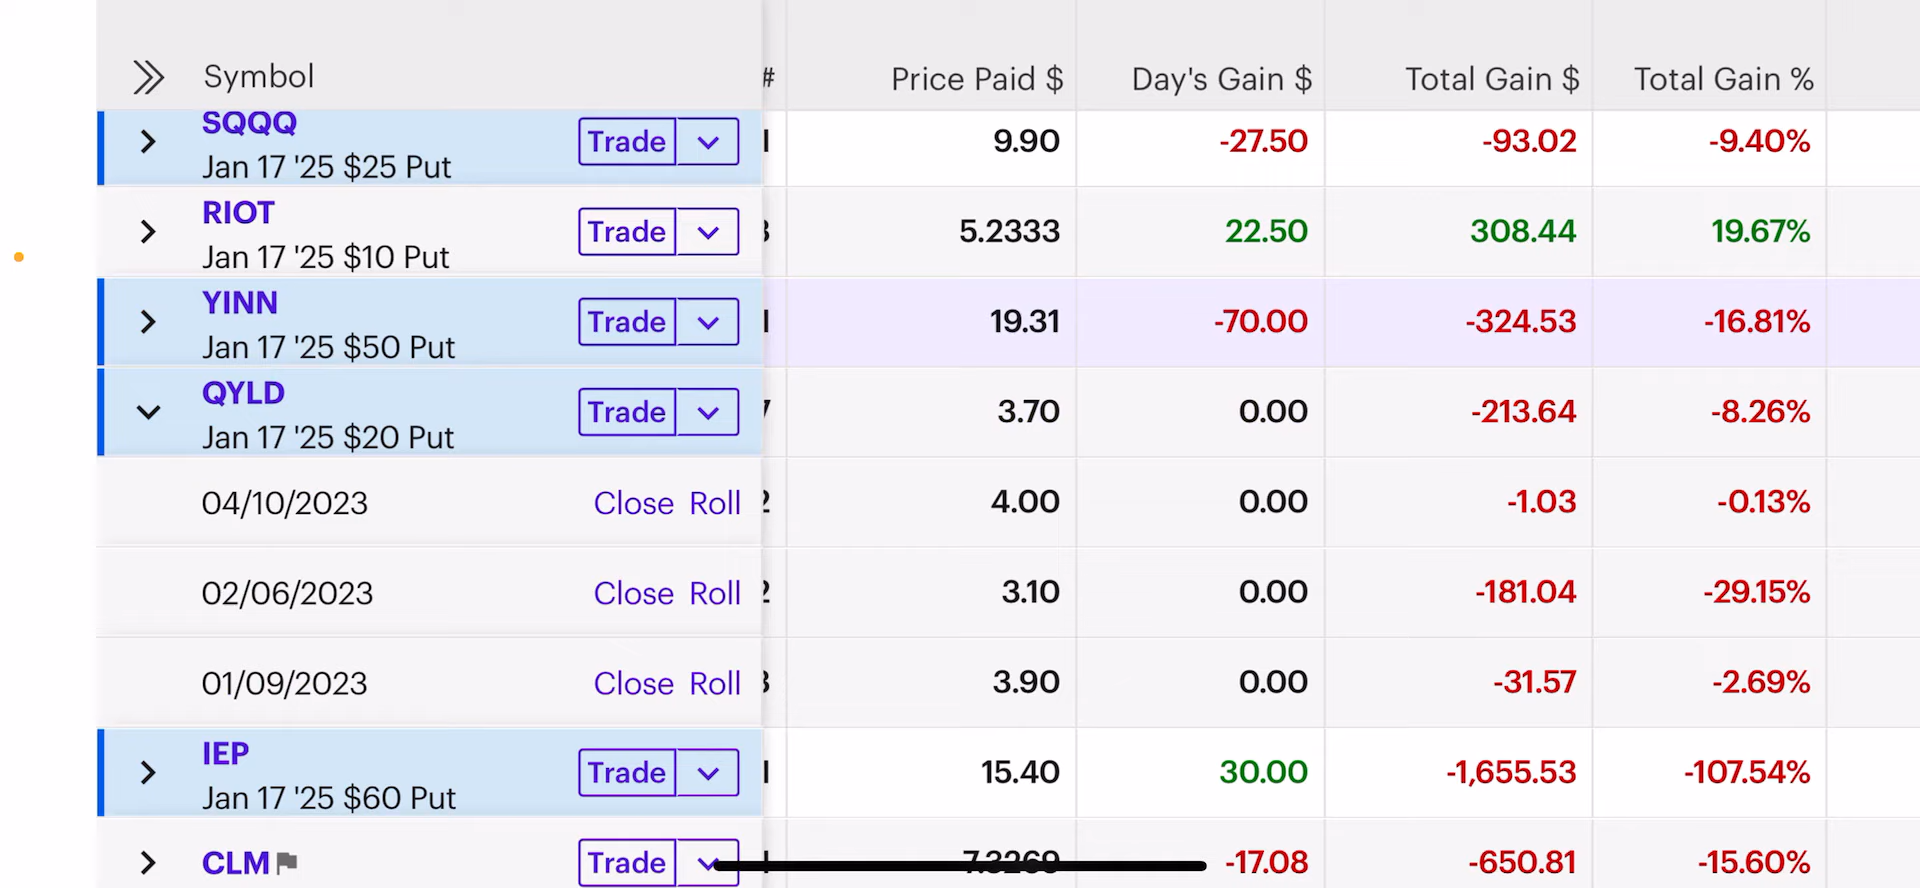 Symbol # Price Paid $ Day's Gain $ Total Gain $ Total Gain %
SQQQ
Jan 17 '25 $25 Put Trade 9.90 -27.50 -93.02 -9.40%
RIOT
Jan 17 '25 $10 Put Trade 5.2333 22.50 308.44 19.67%
YINN
Jan 17 '25 $50 Put Trade 19.31 -70.00 -324.53 -16.81%
QYLD
Jan 17 '25 $20 Put Trade 3.70 0.00 -213.64 -8.26%
04/10/2023 Close Roll 2 4.00 0.00 -1.03 -0.13%
02/06/2023 Close Roll 2 3.10 0.00 -181.04 -29.15%
01/09/2023 Close Roll 3 3.90 0.00 -31.57 -2.69%
IEP
Jan 17 '25 $60 Put Trade 15.40 30.00 -1,655.53 -107.54%
CLM Trade 7.3269 -17.08 -650.81 -15.60%